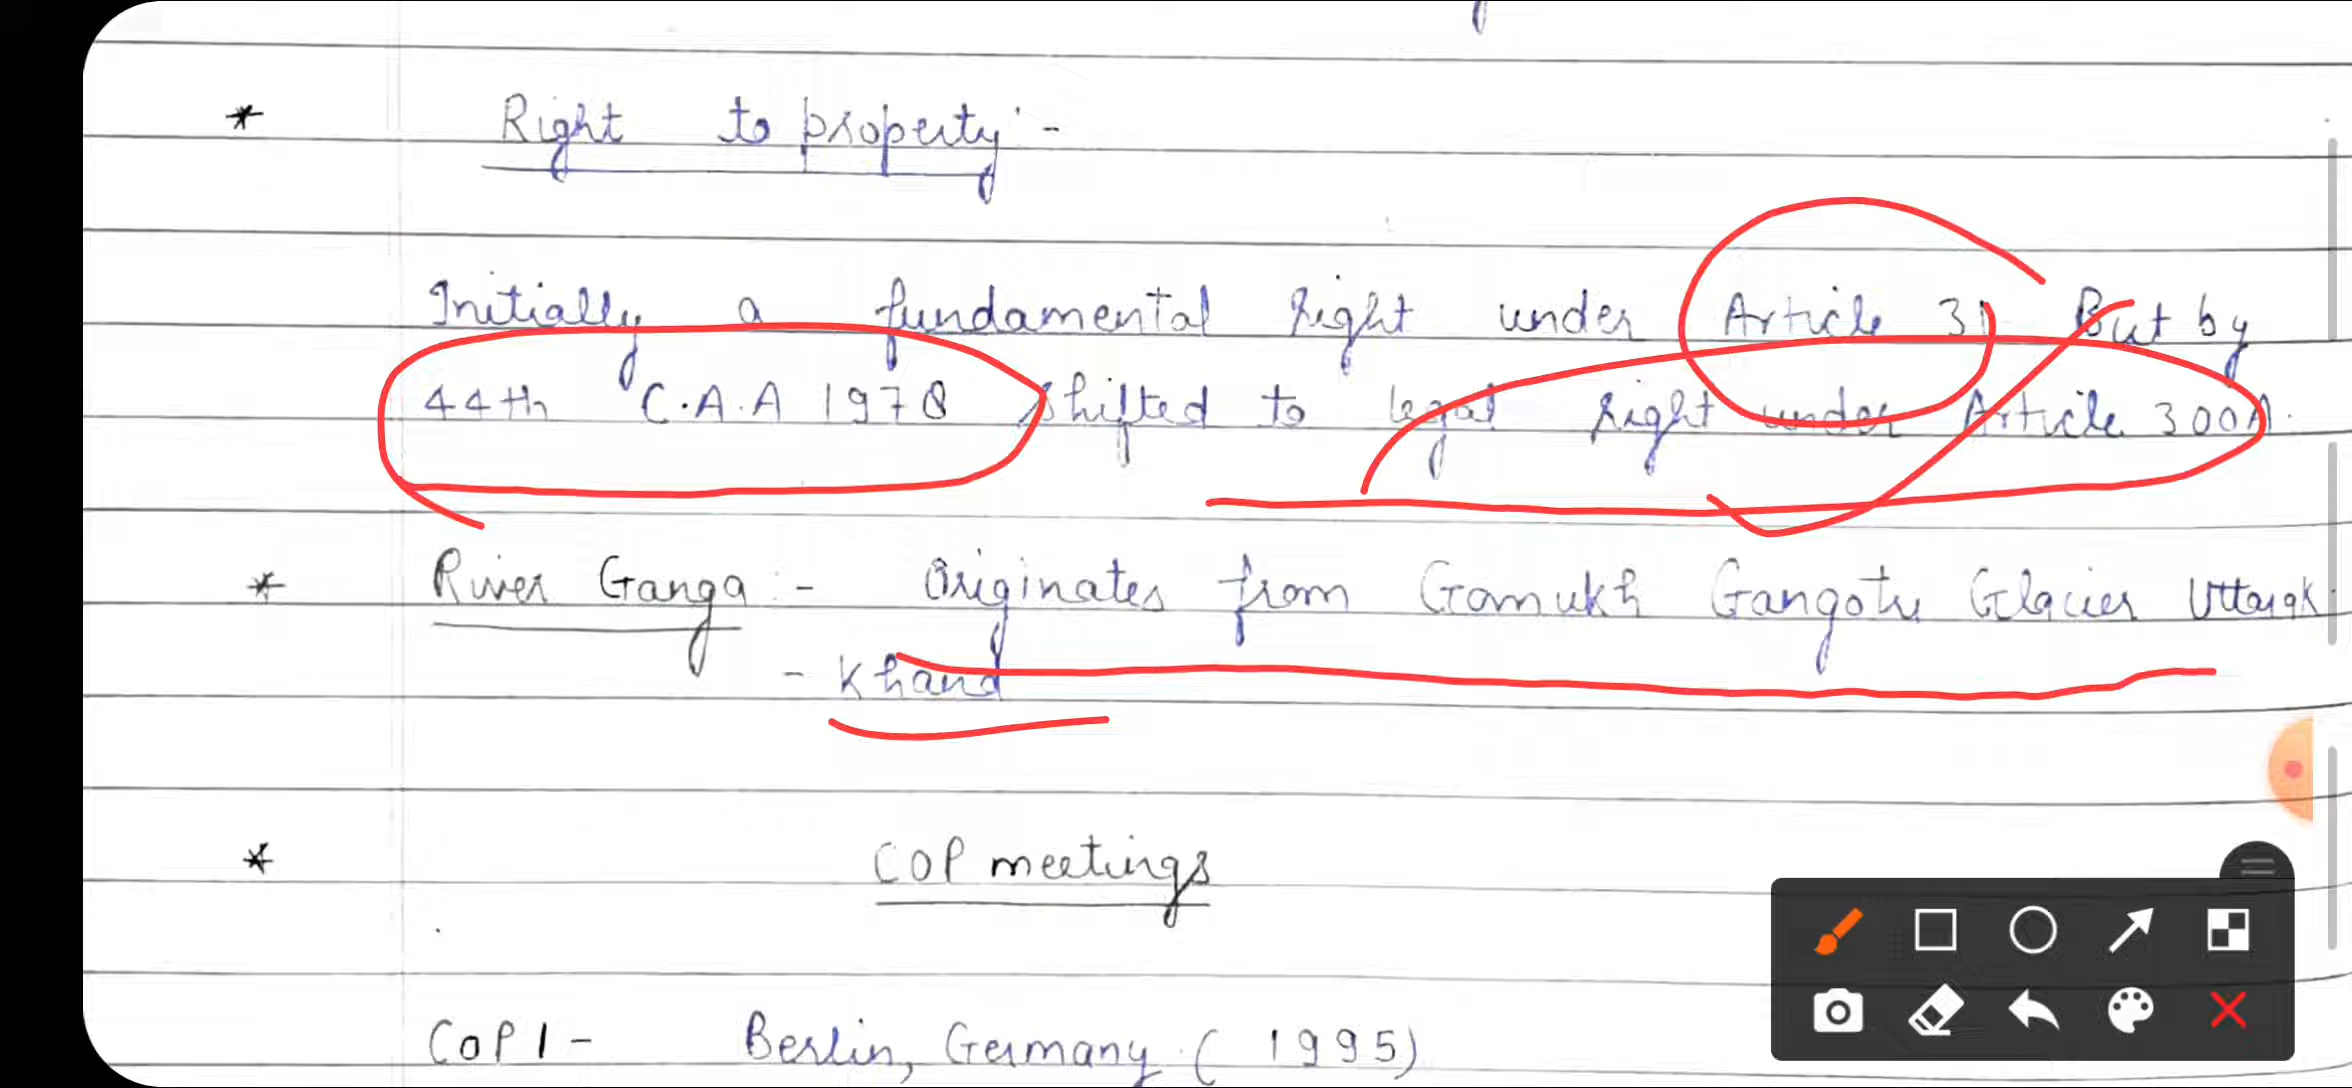 * Right to property :-
Initially a fundamental right under Article 31 But by
44th C.A.A 1978 shifted to legal right under Article 300A.
* River Ganga :- Originates from Gomukh Gangotri Glacier Uttarak
- Khand
* COP meetings
COP 1 - Berlin, Germany. (1995)